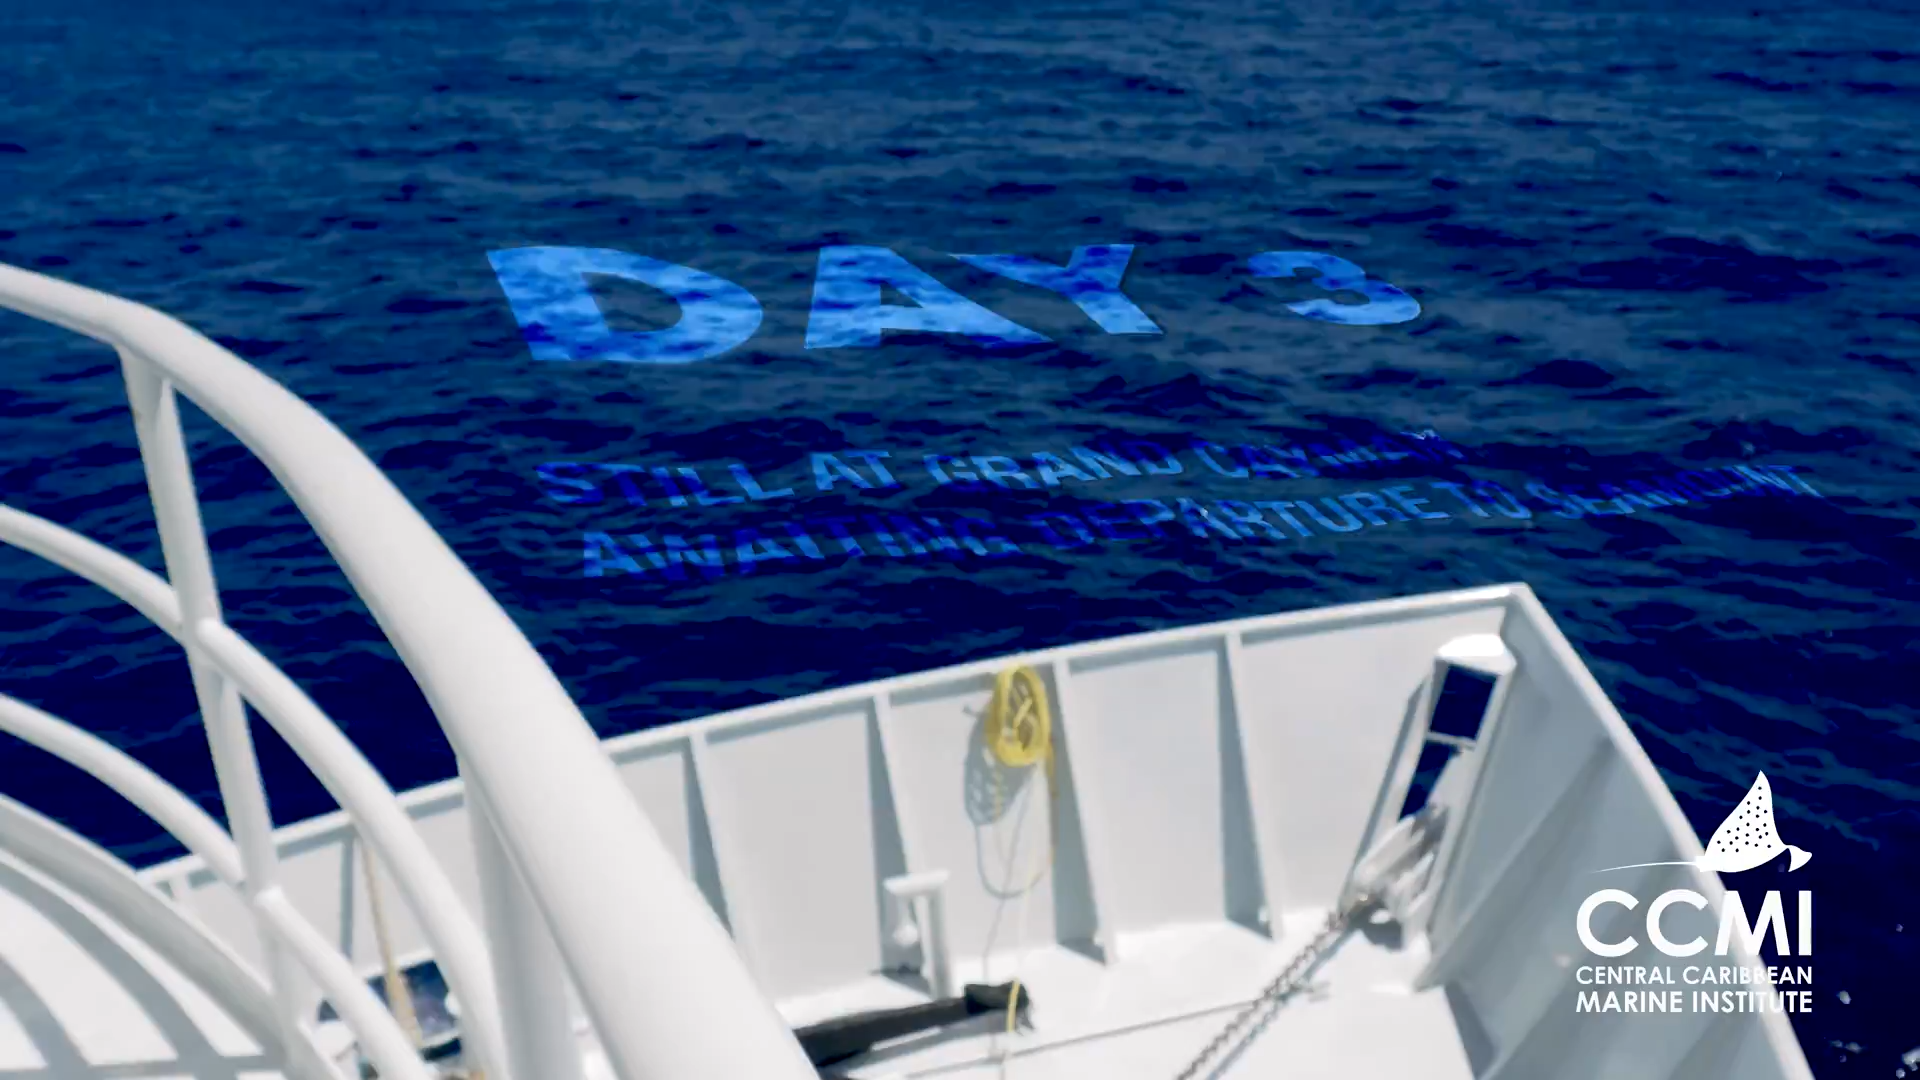 DAY 3
STILL AT GRAND CAYMAN
AWAITING DEPARTURE TO SEAMOUNT
CCMI
CENTRAL CARIBBEAN
MARINE INSTITUTE